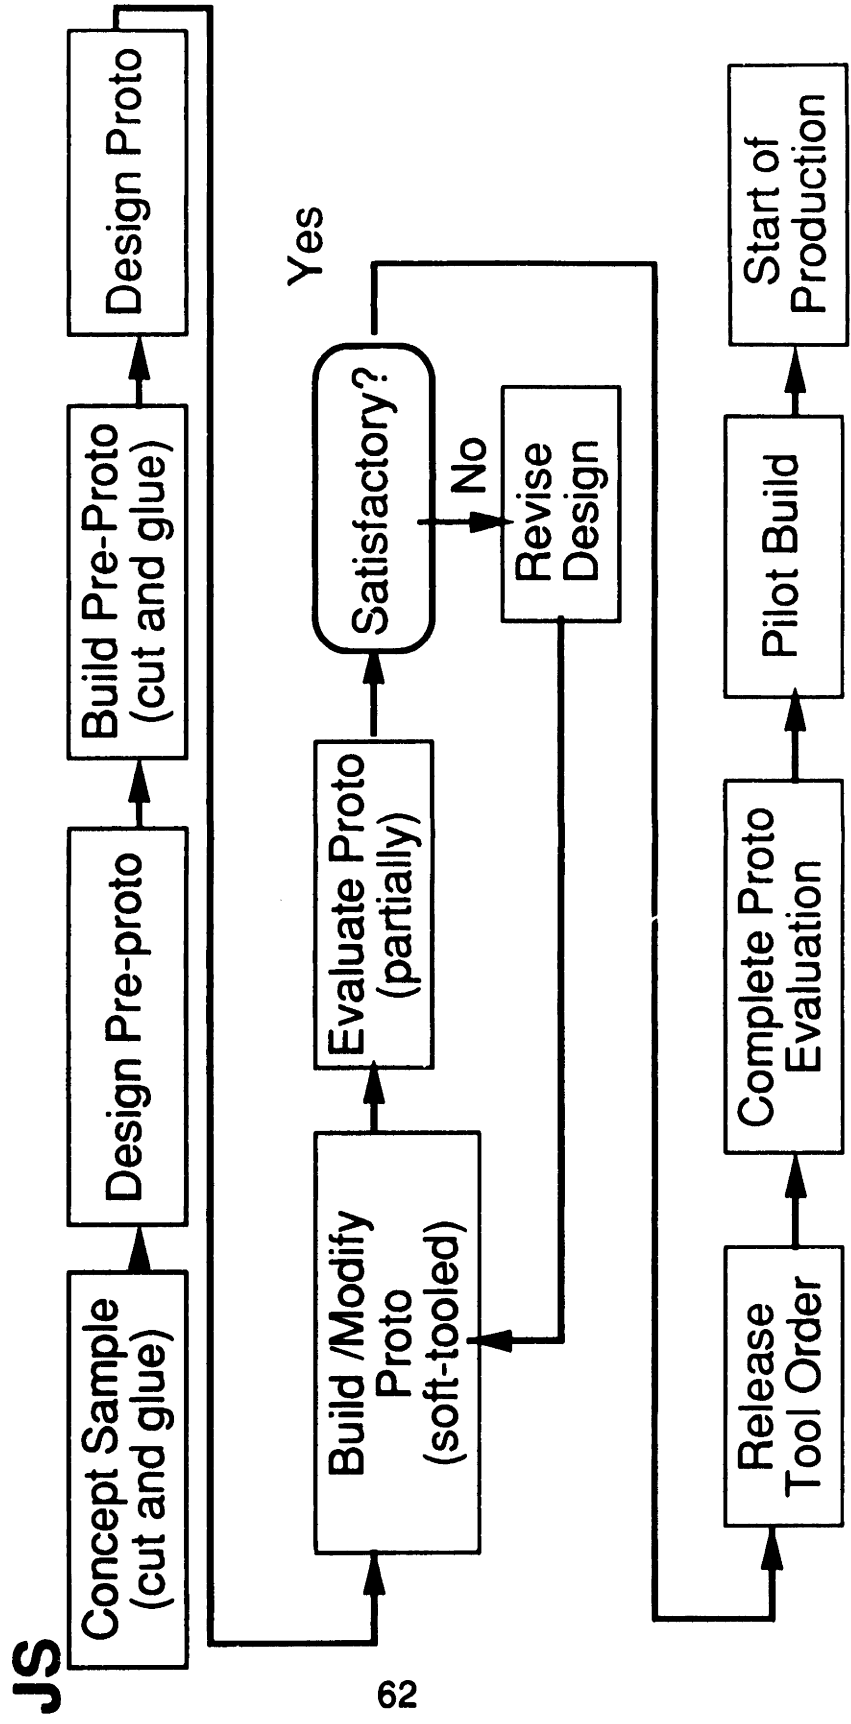 JS
Concept Sample
(cut and glue)
Design Pre-proto
Build Pre-Proto
(cut and glue)
Design Proto
Build /Modify
Proto
(soft-tooled)
Evaluate Proto
(partially)
Satisfactory?
Yes
No
Revise
Design
Release
Tool Order
Complete Proto
Evaluation
Pilot Build
Start of
Production
62